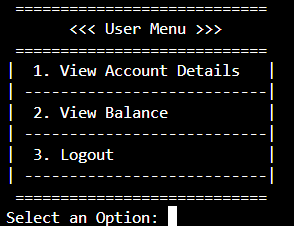 ============================
<<< User Menu >>>
============================
|  1. View Account Details   |
| ---------------------------|
|  2. View Balance           |
| ---------------------------|
|  3. Logout                 |
| ---------------------------|
============================
Select an Option: